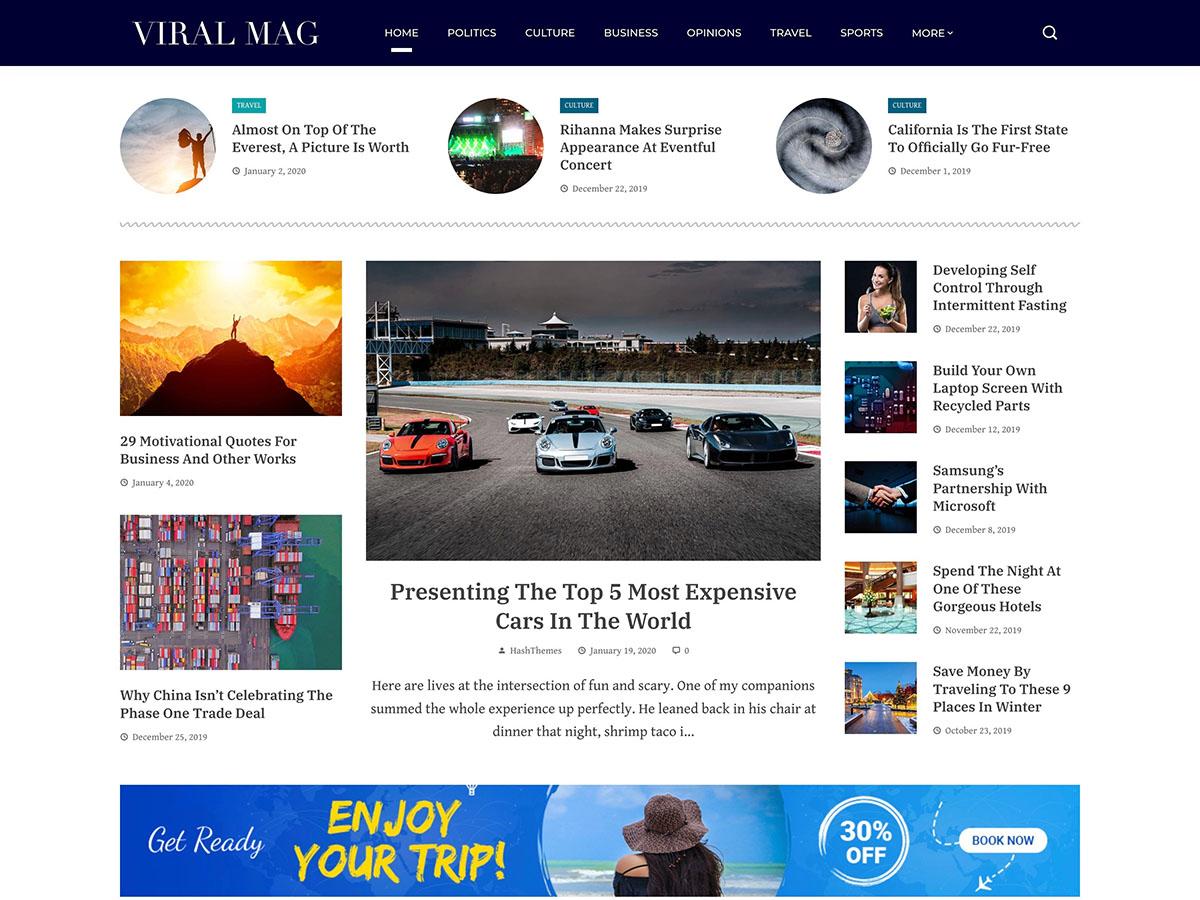 VIRAL MAG
HOME POLITICS CULTURE BUSINESS OPINIONS TRAVEL SPORTS MORE
TRAVEL
Almost On Top Of The
Everest, A Picture Is Worth
January 2, 2020
CULTURE
Rihanna Makes Surprise
Appearance At Eventful
Concert
December 22, 2019
CULTURE
California Is The First State
To Officially Go Fur-Free
December 1, 2019
29 Motivational Quotes For
Business And Other Works
January 4, 2020
Why China Isn’t Celebrating The
Phase One Trade Deal
December 25, 2019
Presenting The Top 5 Most Expensive
Cars In The World
HashThemes January 19, 2020 0
Here are lives at the intersection of fun and scary. One of my companions
summed the whole experience up perfectly. He leaned back in his chair at
dinner that night, shrimp taco i...
Developing Self
Control Through
Intermittent Fasting
December 22, 2019
Build Your Own
Laptop Screen With
Recycled Parts
December 12, 2019
Samsung’s
Partnership With
Microsoft
December 8, 2019
Spend The Night At
One Of These
Gorgeous Hotels
November 22, 2019
Save Money By
Traveling To These 9
Places In Winter
October 23, 2019
Get Ready
ENJOY
YOUR TRIP!
30%
OFF
BOOK NOW